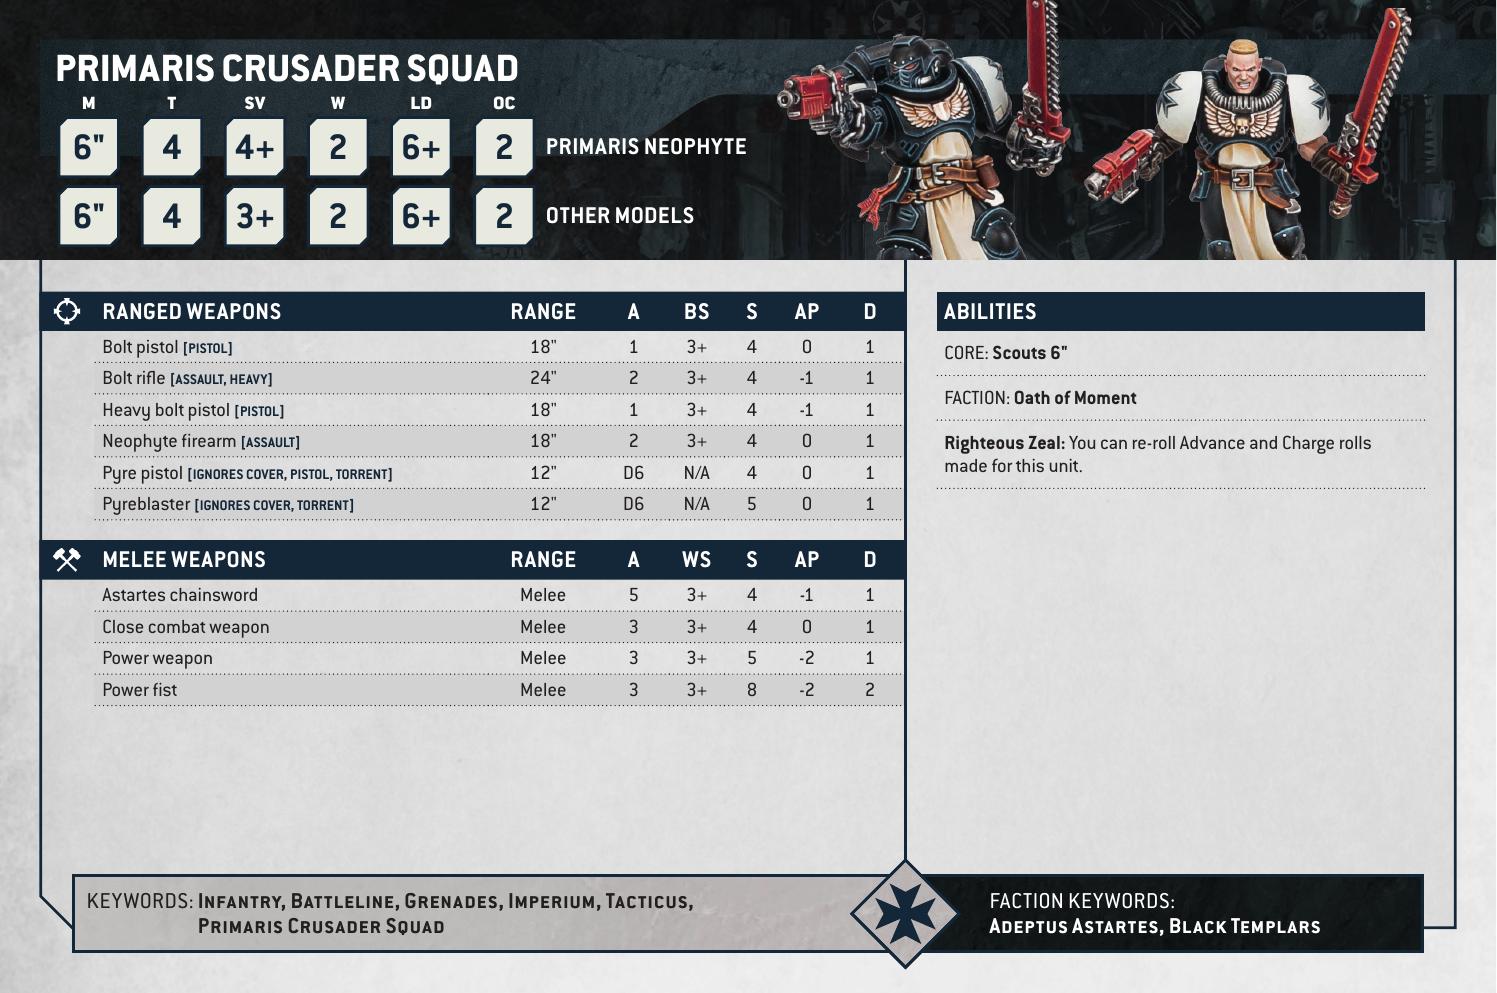 PRIMARIS CRUSADER SQUAD
M T SV W LD OC
6" 4 4+ 2 6+ 2 PRIMARIS NEOPHYTE
6" 4 3+ 2 6+ 2 OTHER MODELS
RANGED WEAPONS RANGE A BS S AP D
Bolt pistol [PISTOL] 18" 1 3+ 4 0 1
Bolt rifle [ASSAULT, HEAVY] 24" 2 3+ 4 -1 1
Heavy bolt pistol [PISTOL] 18" 1 3+ 4 -1 1
Neophyte firearm [ASSAULT] 18" 2 3+ 4 0 1
Pyre pistol [IGNORES COVER, PISTOL, TORRENT] 12" D6 N/A 4 0 1
Pyreblaster [IGNORES COVER, TORRENT] 12" D6 N/A 5 0 1
MELEE WEAPONS RANGE A WS S AP D
Astartes chainsword Melee 5 3+ 4 -1 1
Close combat weapon Melee 3 3+ 4 0 1
Power weapon Melee 3 3+ 5 -2 1
Power fist Melee 3 3+ 8 -2 2
ABILITIES
CORE: Scouts 6"
FACTION: Oath of Moment
Righteous Zeal: You can re-roll Advance and Charge rolls
made for this unit.
KEYWORDS: INFANTRY, BATTLELINE, GRENADES, IMPERIUM, TACTICUS,
PRIMARIS CRUSADER SQUAD
FACTION KEYWORDS:
ADEPTUS ASTARTES, BLACK TEMPLARS